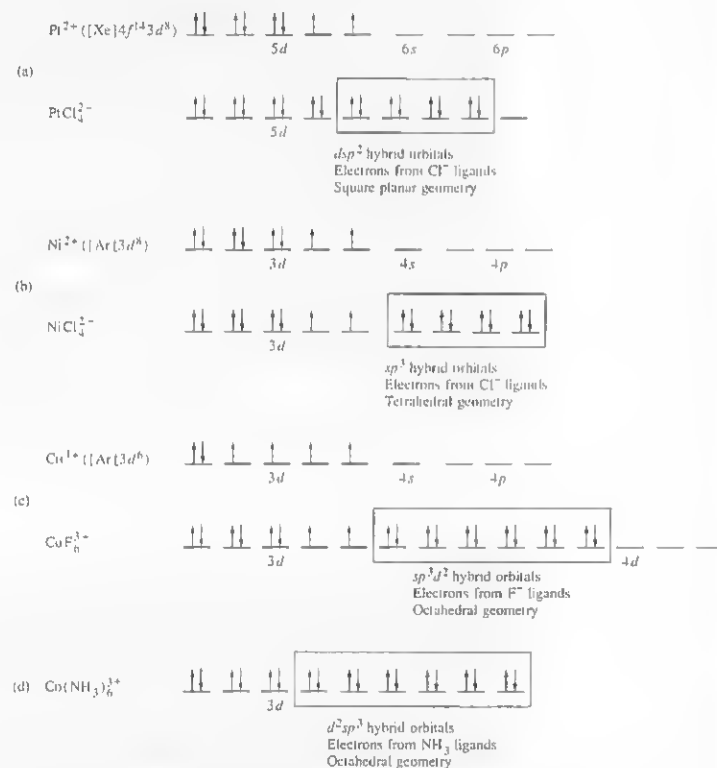 Pt²⁺ ([Xe]4f¹⁴3d⁸)
5d 6s 6p
(a)
PtCl₄²⁻
5d
dsp² hybrid orbitals
Electrons from Cl⁻ ligands
Square planar geometry
Ni²⁺ ([Ar[3d⁸)
3d 4s 4p
(b)
NiCl₄²⁻
3d
sp³ hybrid orbitals
Electrons from Cl⁻ ligands
Tetrahedral geometry
([Ar[3d⁶)
3d 4s 4p
(c)
CoF₆³⁺
3d 4d
sp³d² hybrid orbitals
Electrons from F⁻ ligands
Octahedral geometry
(d) Co(NH₃)₆³⁺
3d
d²sp³ hybrid orbitals
Electrons from NH₃ ligands
Octahedral geometry